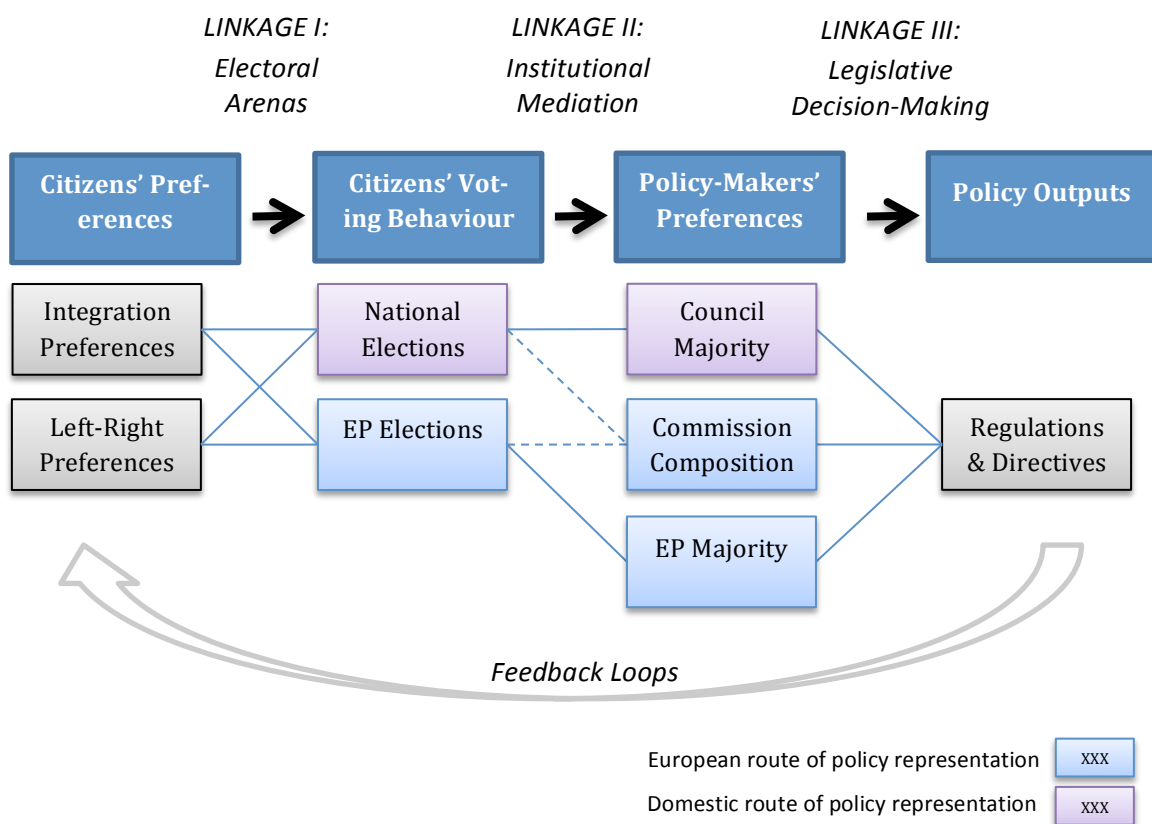 LINKAGE I:
Electoral
Arenas
LINKAGE II:
Institutional
Mediation
LINKAGE III:
Legislative
Decision-Making
Citizens’ Pref-
erences
Citizens’ Vot-
ing Behaviour
Policy-Makers’
Preferences
Policy Outputs
Integration
Preferences
National
Elections
Council
Majority
Left-Right
Preferences
EP Elections
Commission
Composition
Regulations
& Directives
EP Majority
Feedback Loops
European route of policy representation xxx
Domestic route of policy representation xxx